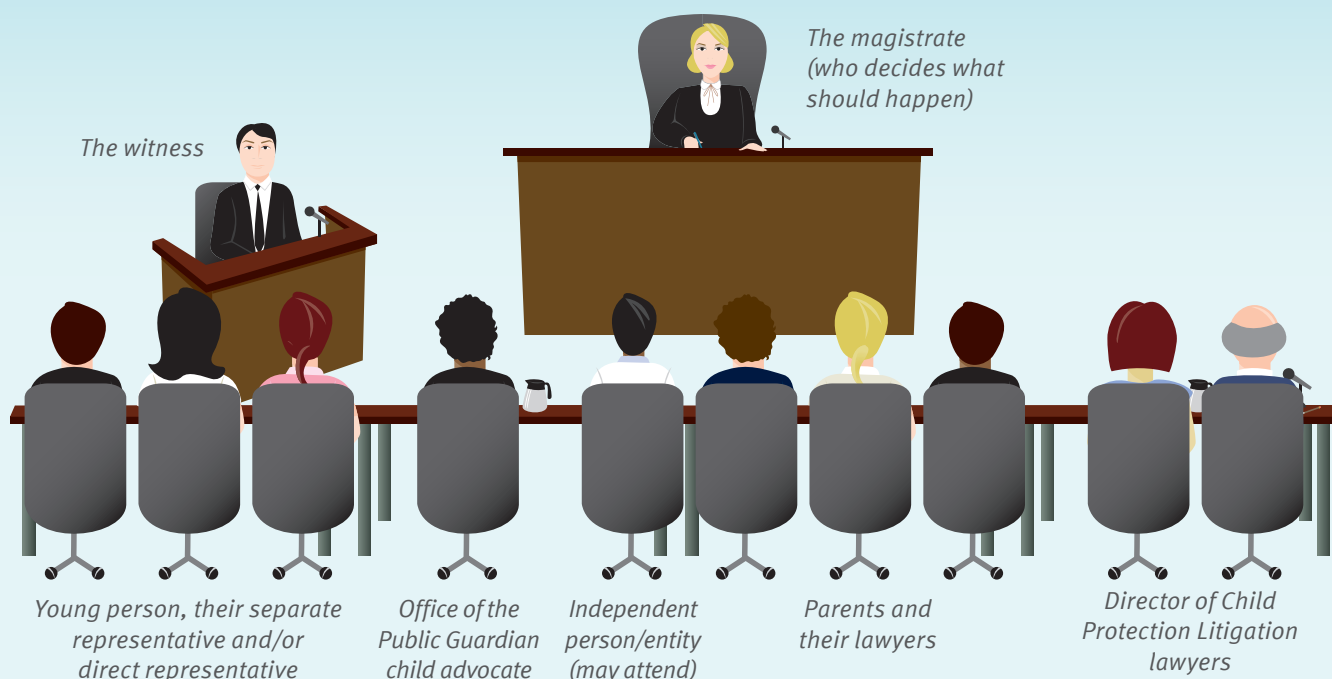 The magistrate
(who decides what
should happen)
The witness
Young person, their separate
representative and/or
direct representative
Office of the
Public Guardian
child advocate
Independent
person/entity
(may attend)
Parents and
their lawyers
Director of Child
Protection Litigation
lawyers